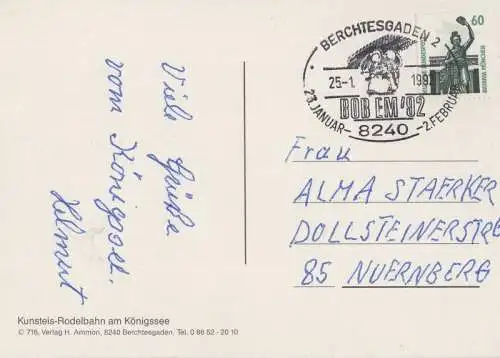 Viele Grüße
vom Königssee.
Helmut
Kunsteis-Rodelbahn am Königssee
© 716, Verlag H. Ammon, 8240 Berchtesgaden, Tel. 0 86 52 - 20 10
BERCHTESGADEN 2
25.-1. 1992
BOB EM '92
23. JANUAR - 8240 - 2. FEBRUAR
60
Frau
ALMA STAERKER
DOLLSTEINERSTR
85 NUERNBERG